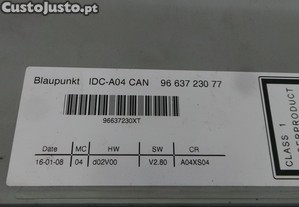 CustoJusto.pt
Blaupunkt IDC-A04 CAN 96 637 230 77
96637230XT
Date MC HW SW CR
16-01-08 04 d02V00 V2.80 A04XS04
CLASS 1